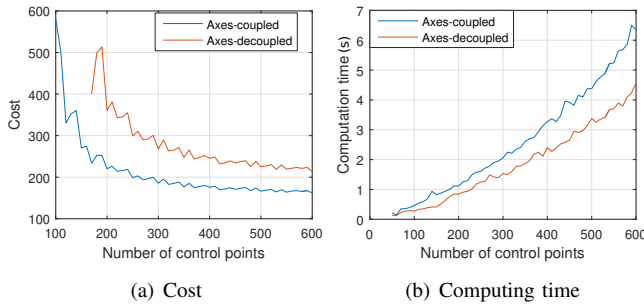 600
500
400
300
200
100
Cost
Axes-coupled
Axes-decoupled
100
200
300
400
500
600
Number of control points
(a) Cost
7
6
5
4
3
2
1
0
Computation time (s)
Axes-coupled
Axes-decoupled
0
100
200
300
400
500
600
Number of control points
(b) Computing time